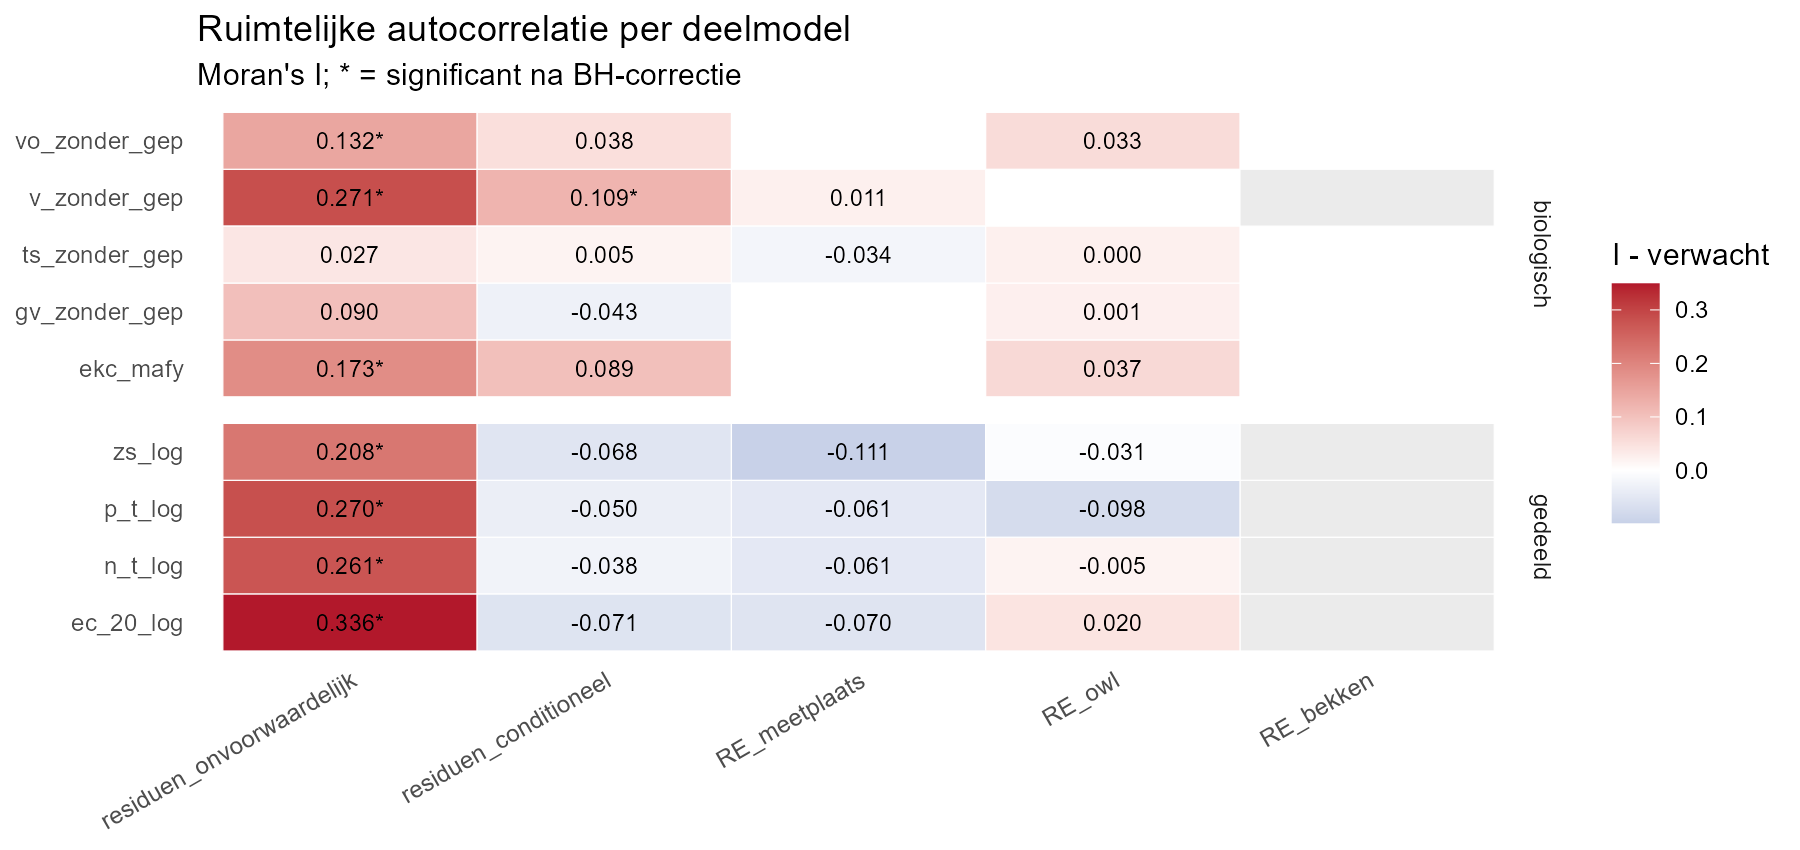 Ruimtelijke autocorrelatie per deelmodel
Moran's I; * = significant na BH-correctie
vo_zonder_gep 0.132* 0.038 0.033
v_zonder_gep 0.271* 0.109* 0.011
ts_zonder_gep 0.027 0.005 -0.034 0.000
gv_zonder_gep 0.090 -0.043 0.001
ekc_mafy 0.173* 0.089 0.037
biologisch
zs_log 0.208* -0.068 -0.111 -0.031
p_t_log 0.270* -0.050 -0.061 -0.098
n_t_log 0.261* -0.038 -0.061 -0.005
ec_20_log 0.336* -0.071 -0.070 0.020
gedeeld
residuen_onvoorwaardelijk
residuen_conditioneel
RE_meetplaats
RE_owl
RE_bekken
I - verwacht
0.3
0.2
0.1
0.0